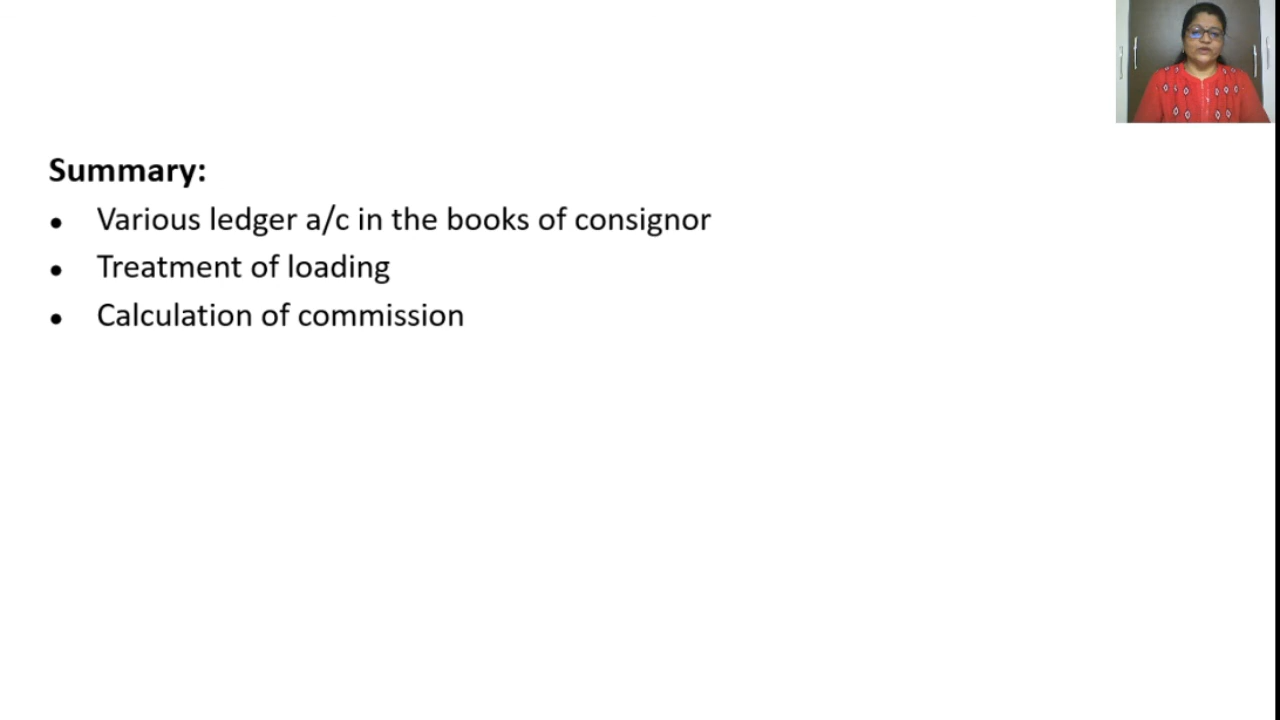 Summary:
• Various ledger a/c in the books of consignor
• Treatment of loading
• Calculation of commission